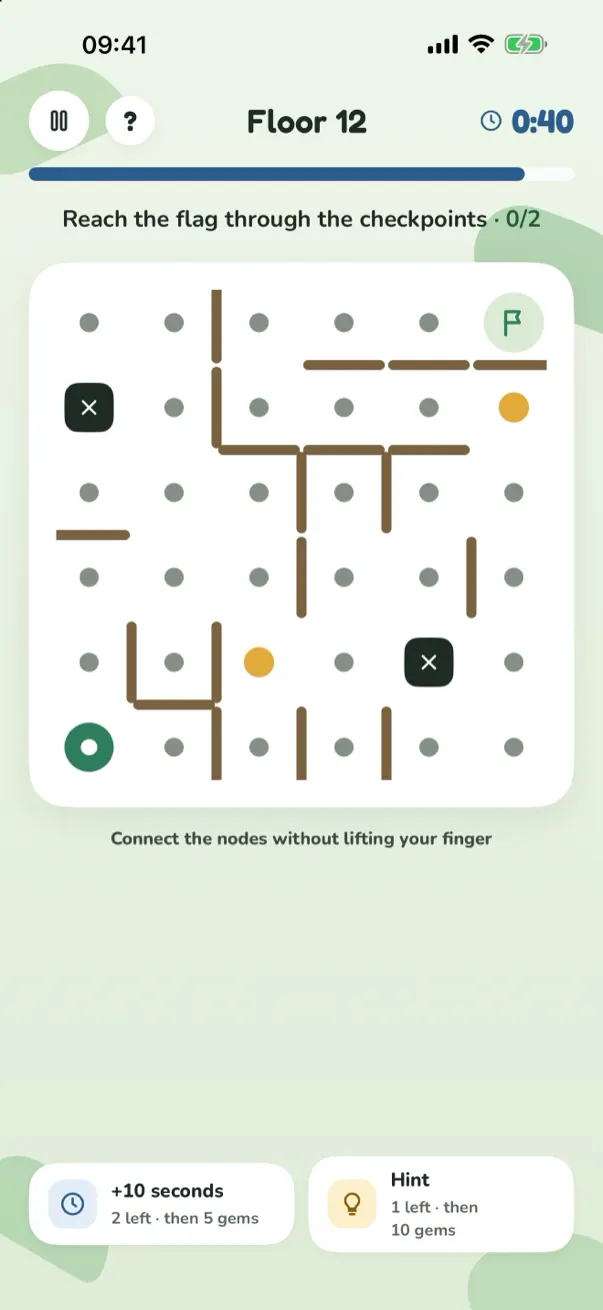 09:41
?
Floor 12
0:40
Reach the flag through the checkpoints · 0/2
Connect the nodes without lifting your finger
+10 seconds
2 left · then 5 gems
Hint
1 left · then
10 gems